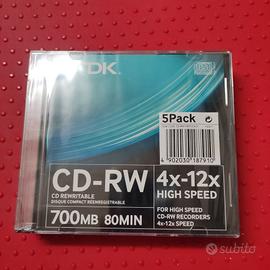 TDK
5Pack
4902030187910
CD-RW
CD REWRITABLE
DISQUE COMPACT REENREGISTRABLE
700MB 80MIN
4x-12x
HIGH SPEED
FOR HIGH SPEED
CD-RW RECORDERS
4x-12x SPEED
subito